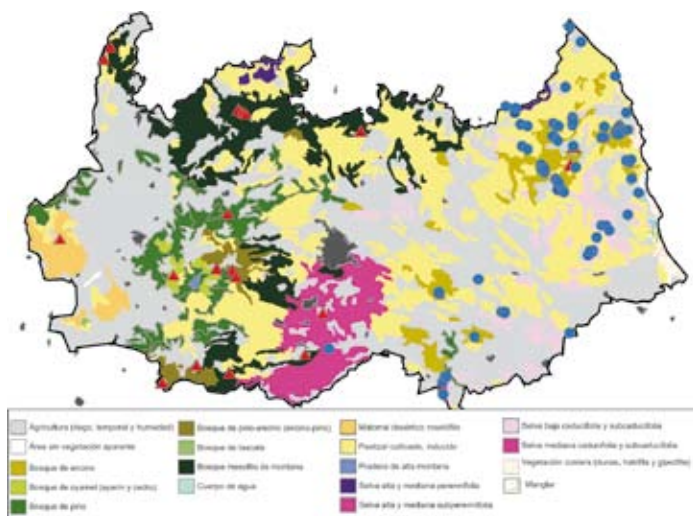 Agricultura (riego, temporal y humedad)
Área sin vegetación aparente
Bosque de encino
Bosque de oyamel (ayarín y cedro)
Bosque de pino
Bosque de pino-encino (encino-pino)
Bosque de táscate
Bosque mesófilo de montaña
Cuerpo de agua
Matorral desértico rosetófilo
Pastizal cultivado, inducido
Pradera de alta montaña
Selva alta y mediana perennifolia
Selva alta y mediana subperennifolia
Selva baja caducifolia y subcaducifolia
Selva mediana caducifolia y subcaducifolia
Vegetación costera (dunas, halófila y gipsófila)
Manglar